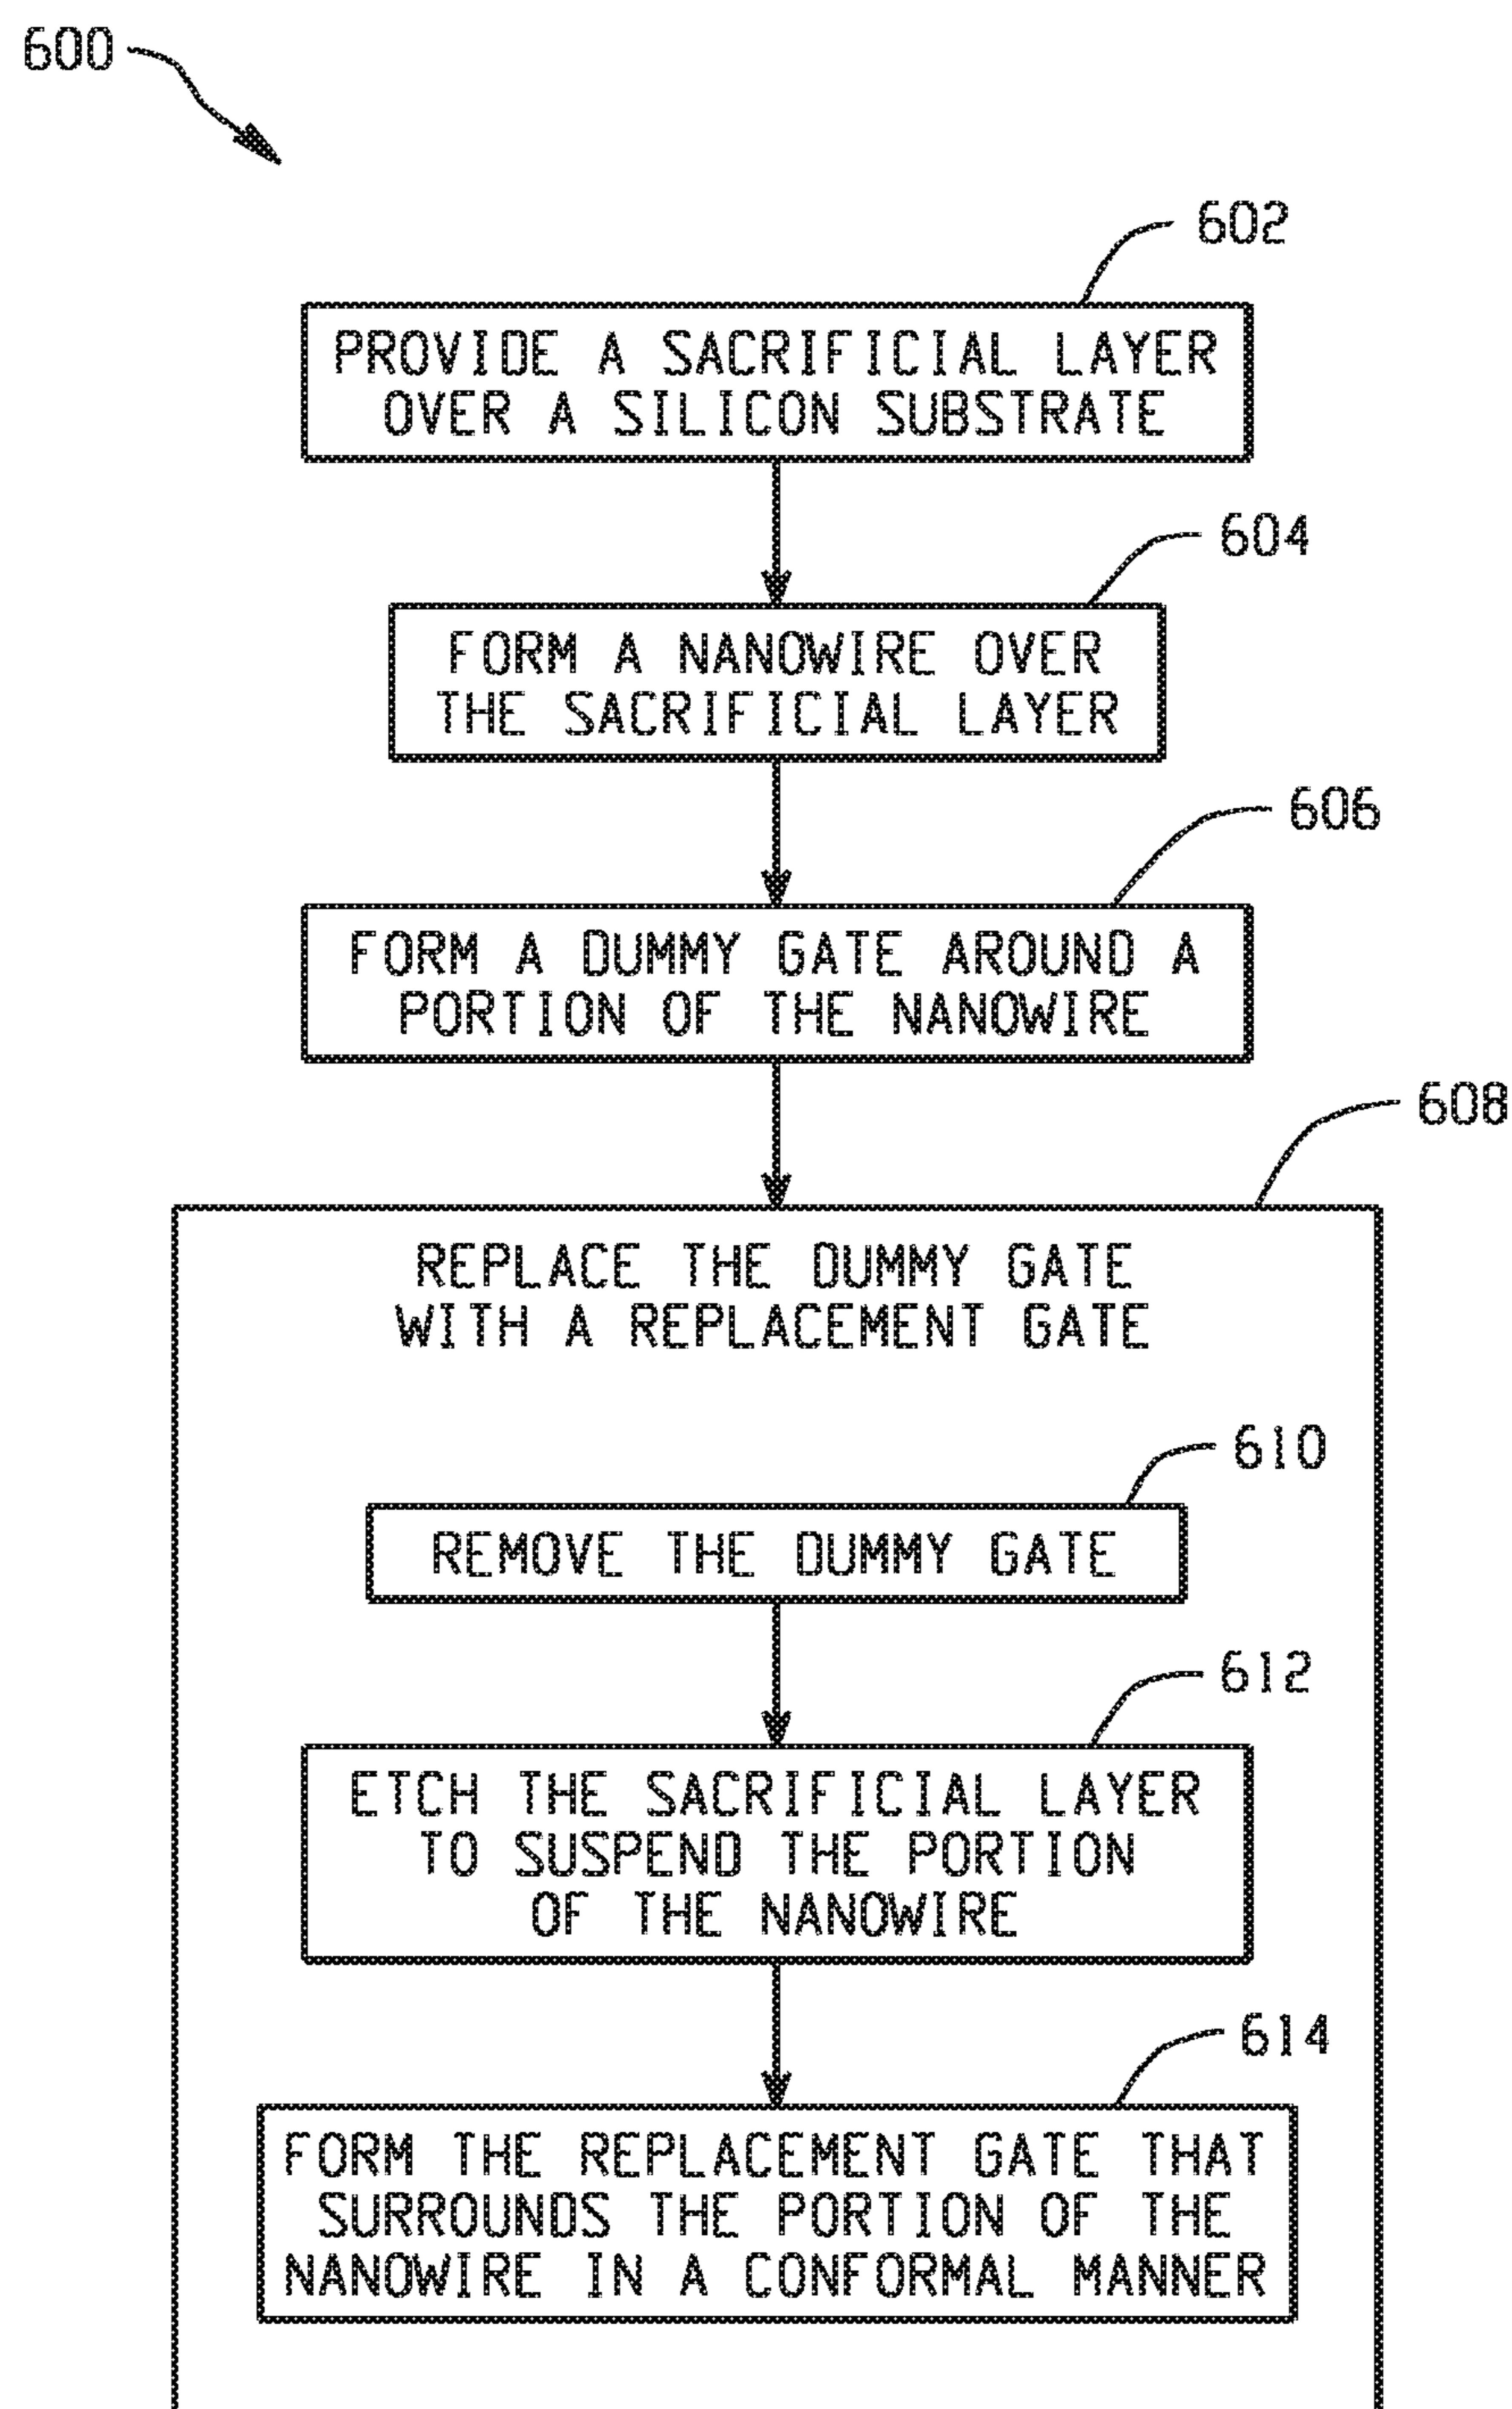 600
602
PROVIDE A SACRIFICIAL LAYER
OVER A SILICON SUBSTRATE
604
FORM A NANOWIRE OVER
THE SACRIFICIAL LAYER
606
FORM A DUMMY GATE AROUND A
PORTION OF THE NANOWIRE
608
REPLACE THE DUMMY GATE
WITH A REPLACEMENT GATE
610
REMOVE THE DUMMY GATE
612
ETCH THE SACRIFICIAL LAYER
TO SUSPEND THE PORTION
OF THE NANOWIRE
614
FORM THE REPLACEMENT GATE THAT
SURROUNDS THE PORTION OF THE
NANOWIRE IN A CONFORMAL MANNER